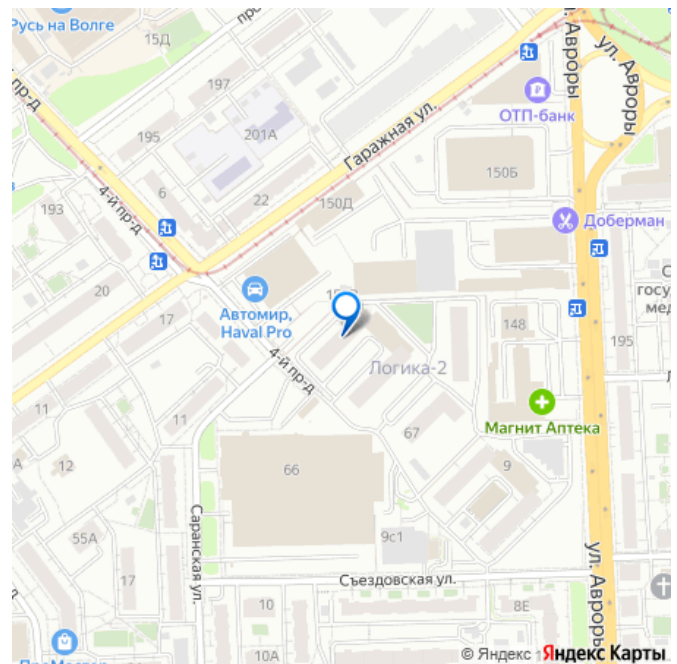 Русь на Волге
15Д
197
ул. Авроры
ул. Авроры
ОТП-банк
195
201А
Гаражная ул.
150Б
4-й пр-д
6
22
150Д
193
Доберман
20
17
Автомир,
Haval Pro
148
195
4-й пр-д
Логика-2
11
11
67
Магнит Аптека
12
66
9
Саранская ул.
55А
9с1
17
Съездовская ул.
10
8Е
ул. Авроры
10А
© Яндекс
Яндекс Карты